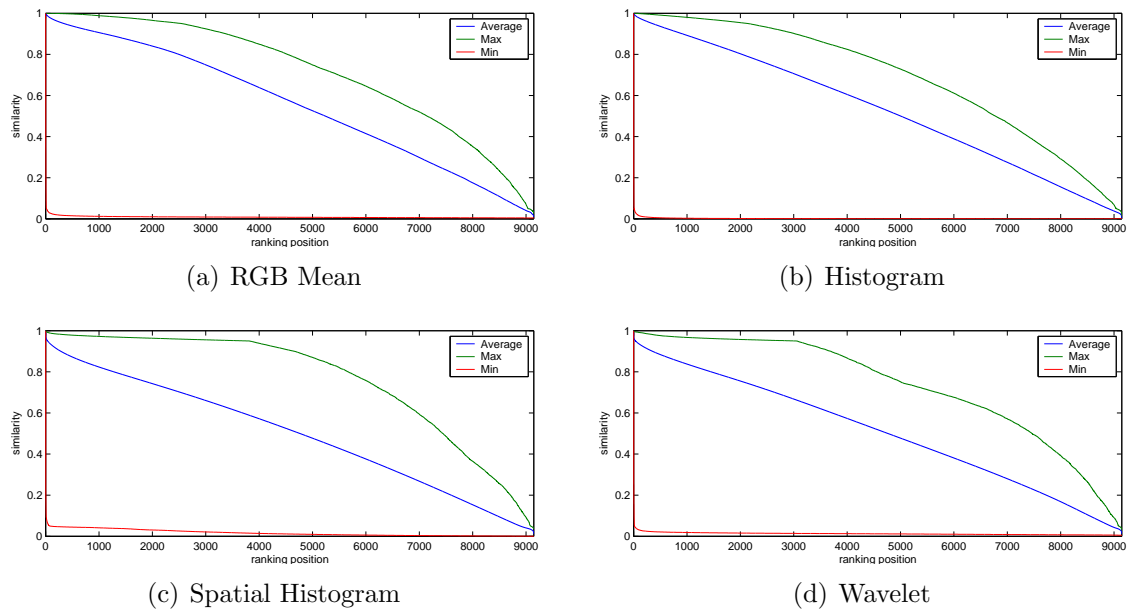 1
0.8
0.6
0.4
0.2
0
similarity
0 1000 2000 3000 4000 5000 6000 7000 8000 9000
ranking position
Average
Max
Min
(a) RGB Mean
1
0.8
0.6
0.4
0.2
0
similarity
0 1000 2000 3000 4000 5000 6000 7000 8000 9000
ranking position
Average
Max
Min
(b) Histogram
1
0.8
0.6
0.4
0.2
0
similarity
0 1000 2000 3000 4000 5000 6000 7000 8000 9000
ranking position
Average
Max
Min
(c) Spatial Histogram
1
0.8
0.6
0.4
0.2
0
similarity
0 1000 2000 3000 4000 5000 6000 7000 8000 9000
ranking position
Average
Max
Min
(d) Wavelet